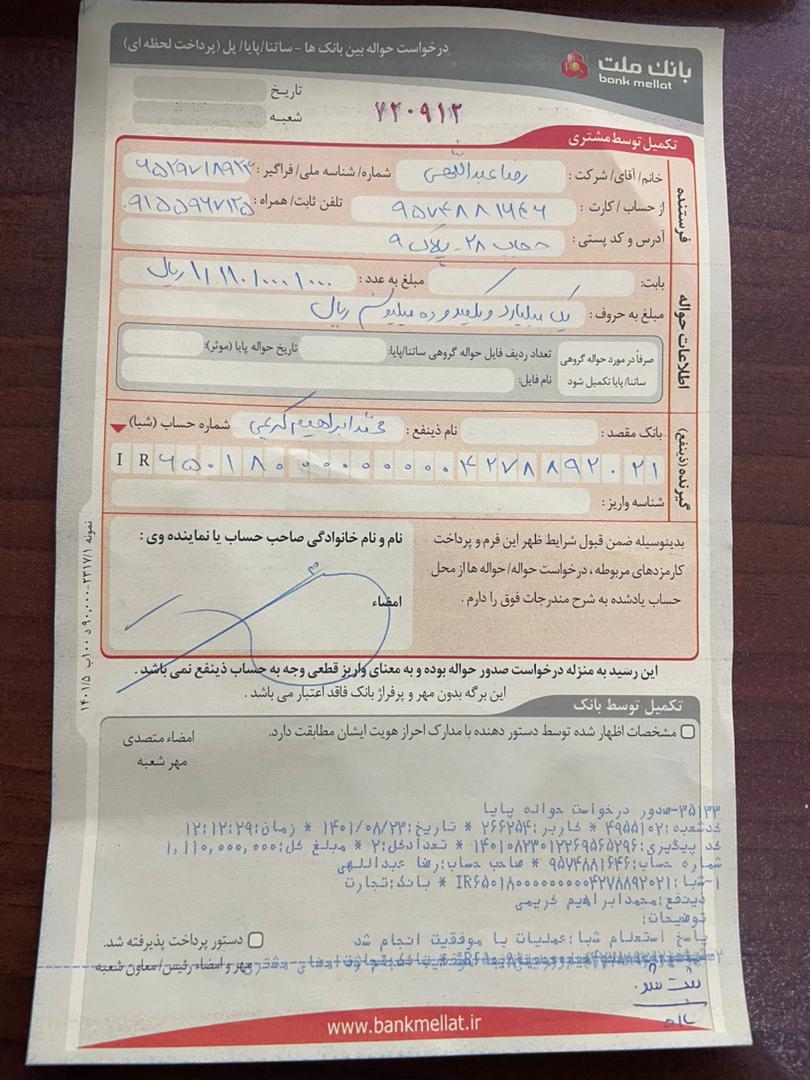 درخواست حواله بین بانک ها - ساتنا/پایا/ پل (پرداخت لحظه ای)
بانک ملت
bank mellat
تاریخ
شعبه
۷۲۰۹۱۲
تکمیل توسط مشتری
فرستنده
خانم/ آقای/ شرکت : رضا عبداللهی شماره/ شناسه ملی/ فراگیر :
از حساب / کارت : ۹۵۷۴۸۸۱۶۴۶ تلفن ثابت/ همراه : ۰۹۱۵۵۹۶۷۱۲۵
آدرس و کد پستی : حجاب ۲۸ - پلاک ۹
اطلاعات حواله
بابت : مبلغ به عدد : ۱/۱۱۰/۰۰۰/۰۰۰ ریال
مبلغ به حروف : یک میلیارد و یکصد و ده میلیون ریال
صرفاً در مورد حواله گروهی ساتنا/ پایا تکمیل شود
تعداد ردیف فایل حواله گروهی ساتنا/پایا: تاریخ حواله پایا (موثر):
نام فایل:
گیرنده (ذینفع)
بانک مقصد : نام ذینفع : محمد ابراهیم کریمی شماره حساب (شبا)
IR ۶۵۰۱۸۰۰۰۰۰۰۰۰۰۰۴۲۷۸۸۹۲۰۲۱
شناسه واریز :
بدینوسیله ضمن قبول شرایط ظهر این فرم و پرداخت
کارمزدهای مربوطه ، درخواست حواله/ حواله ها از محل
حساب یادشده به شرح مندرجات فوق را دارم .
نام و نام خانوادگی صاحب حساب یا نماینده وی :
امضاء
این رسید به منزله درخواست صدور حواله بوده و به معنای واریز قطعی وجه به حساب ذینفع نمی باشد .
این برگه بدون مهر و پرفراژ بانک فاقد اعتبار می باشد .
نمونه ۲۳۱۷/۱-۹۰,۰۰۰ د ۱۰۰ ب ۱۴۰۱/۵
تکمیل توسط بانک
مشخصات اظهار شده توسط دستور دهنده با مدارک احراز هویت ایشان مطابقت دارد.
امضاء متصدی
مهر شعبه
۳۵۱۳۳-صدور درخواست حواله پایا
کدشعبه:۴۹۵۵۱۰۲ * کاربر:۲۶۶۲۵۴ * تاریخ:۱۴۰۱/۰۸/۲۳ * زمان:۱۲:۱۲:۲۹
کد پیگیری:۱۴۰۱۰۸۲۳۰۱۲۲۶۹۵۶۵۲۹۶ * تعدادکل:۲ * مبلغ کل:۱,۱۱۰,۰۰۰,۰۰۰
شماره حساب:۹۵۷۴۸۸۱۶۴۶ * صاحب حساب:رضا عبداللهی
۱-شبا:IR۶۵۰۱۸۰۰۰۰۰۰۰۰۰۰۴۲۷۸۸۹۲۰۲۱ * بانک:تجارت
ذینفع:محمدابراهیم کریمی
توضیحات:
پاسخ استعلام شبا:عملیات با موفقیت انجام شد
دستور پرداخت پذیرفته شد.
مهر و امضاء رئیس/ معاون شعبه
ثبت شد.
www.bankmellat.ir